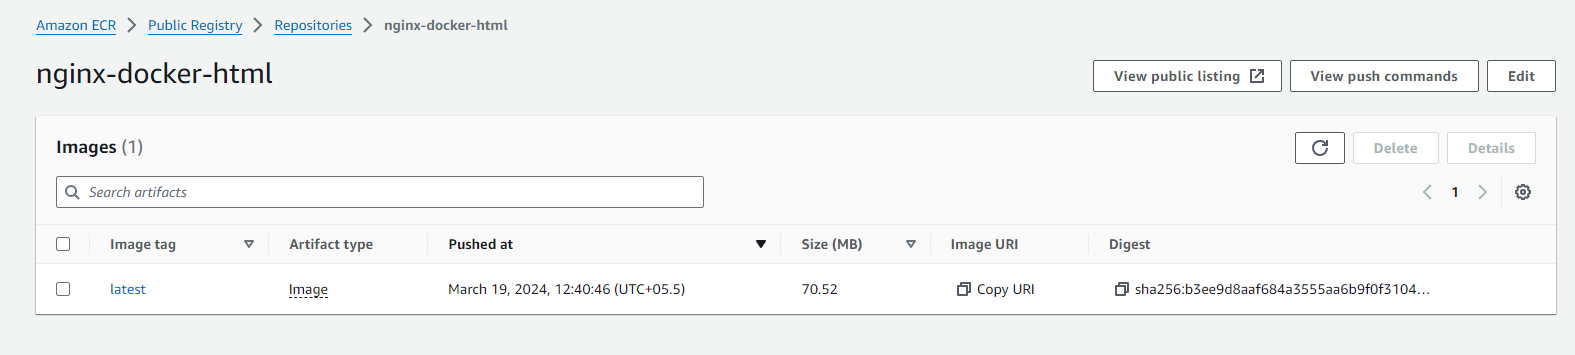 Amazon ECR > Public Registry > Repositories > nginx-docker-html
nginx-docker-html
View public listing View push commands Edit
Images (1)
Delete Details
Search artifacts
1
Image tag Artifact type Pushed at Size (MB) Image URI Digest
latest Image March 19, 2024, 12:40:46 (UTC+05.5) 70.52 Copy URI sha256:b3ee9d8aaf684a3555aa6b9f0f3104...